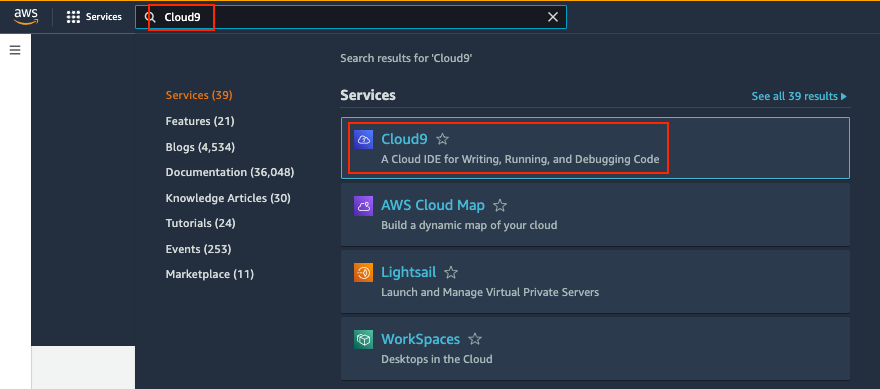 aws
Services
Cloud9
Search results for 'Cloud9'
Services (39)
Features (21)
Blogs (4,534)
Documentation (36,048)
Knowledge Articles (30)
Tutorials (24)
Events (253)
Marketplace (11)
Services
See all 39 results
Cloud9
A Cloud IDE for Writing, Running, and Debugging Code
AWS Cloud Map
Build a dynamic map of your cloud
Lightsail
Launch and Manage Virtual Private Servers
WorkSpaces
Desktops in the Cloud